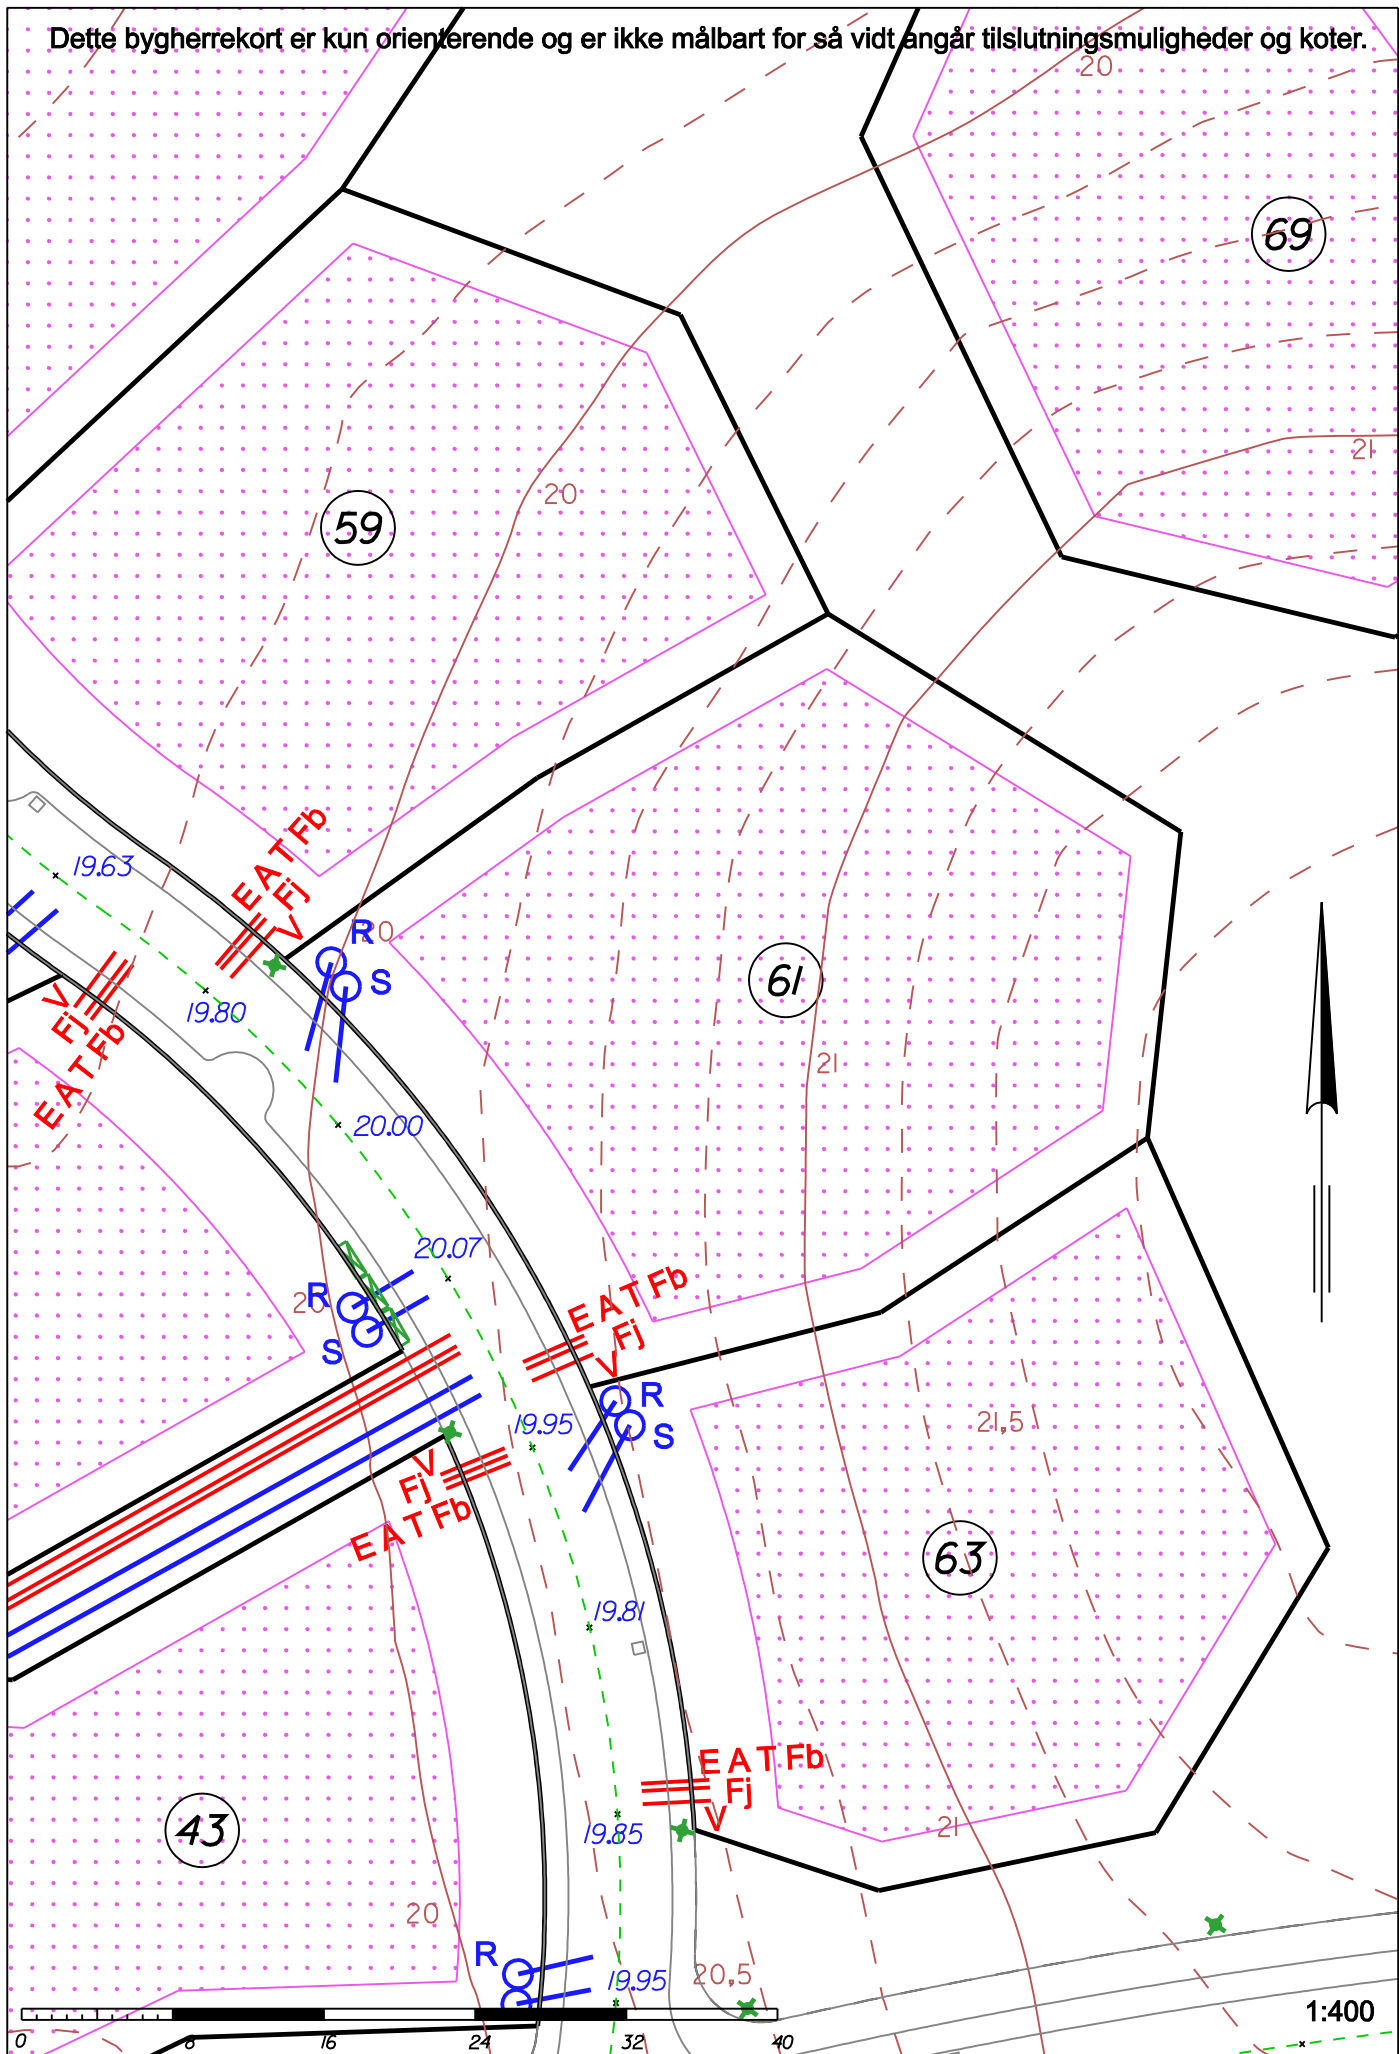 Dette bygherrekort er kun orienterende og er ikke målbart for så vidt angår tilslutningsmuligheder og koter.
20
69
21
20
59
E A T Fb
Fj
V
19.63
R
20
S
61
19.80
V
Fj
E A T Fb
21
20.00
20.07
E A T Fb
Fj
V
R
20
S
R
S
21,5
19.95
V
Fj
E A T Fb
63
19.81
E A T Fb
Fj
V
43
19.85
21
20
R
19.95
20,5
1:400
0 8 16 24 32 40